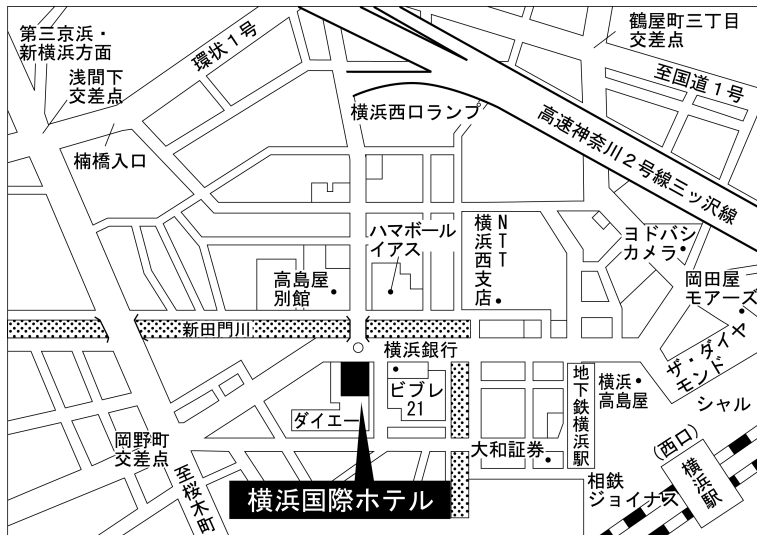 第三京浜・
新横浜方面
環状1号
鶴屋町三丁目
交差点
至国道1号
浅間下
交差点
横浜西口ランプ
高速神奈川2号線三ッ沢線
楠橋入口
ハマボール
イアス
NTT
横浜西支店
ヨドバシ
カメラ
高島屋
別館
岡田屋
モアーズ
新田門川
横浜銀行
ザ・ダイヤ
モンド
ビブレ
21
地下鉄横浜駅
横浜
高島屋
シャル
ダイエー
岡野町
交差点
大和証券
(西口)
横浜駅
至桜木町
相鉄
ジョイナス
横浜国際ホテル